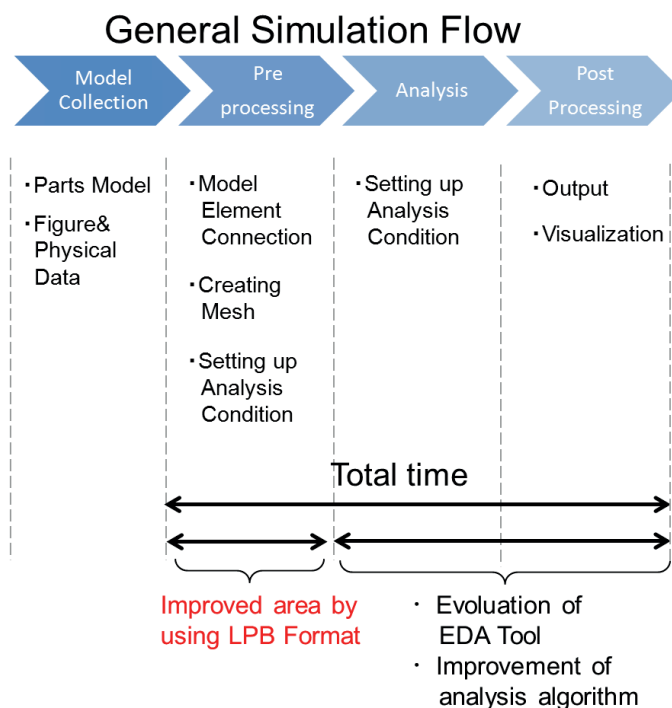 General Simulation Flow
Model
Collection
Pre
processing
Analysis
Post
Processing
・Parts Model
・Figure&
Physical
Data
・Model
Element
Connection
・Creating
Mesh
・Setting up
Analysis
Condition
・Setting up
Analysis
Condition
・Output
・Visualization
Total time
Improved area by
using LPB Format
・ Evoluation of
EDA Tool
・ Improvement of
analysis algorithm